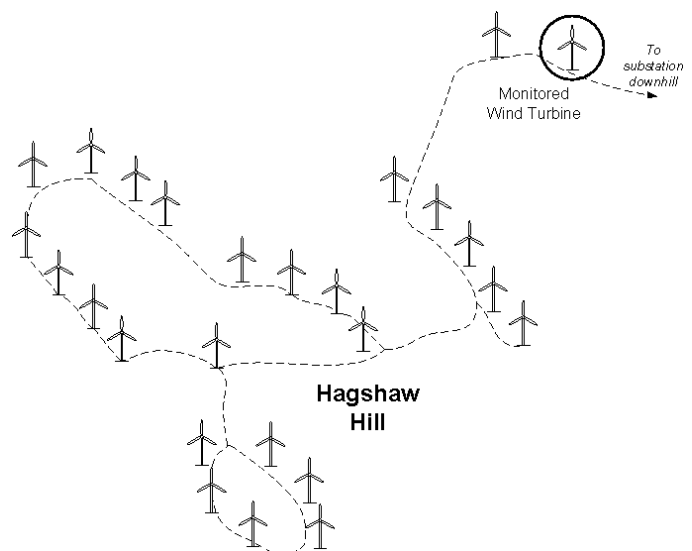 To
substation
downhill
Monitored
Wind Turbine
Hagshaw
Hill